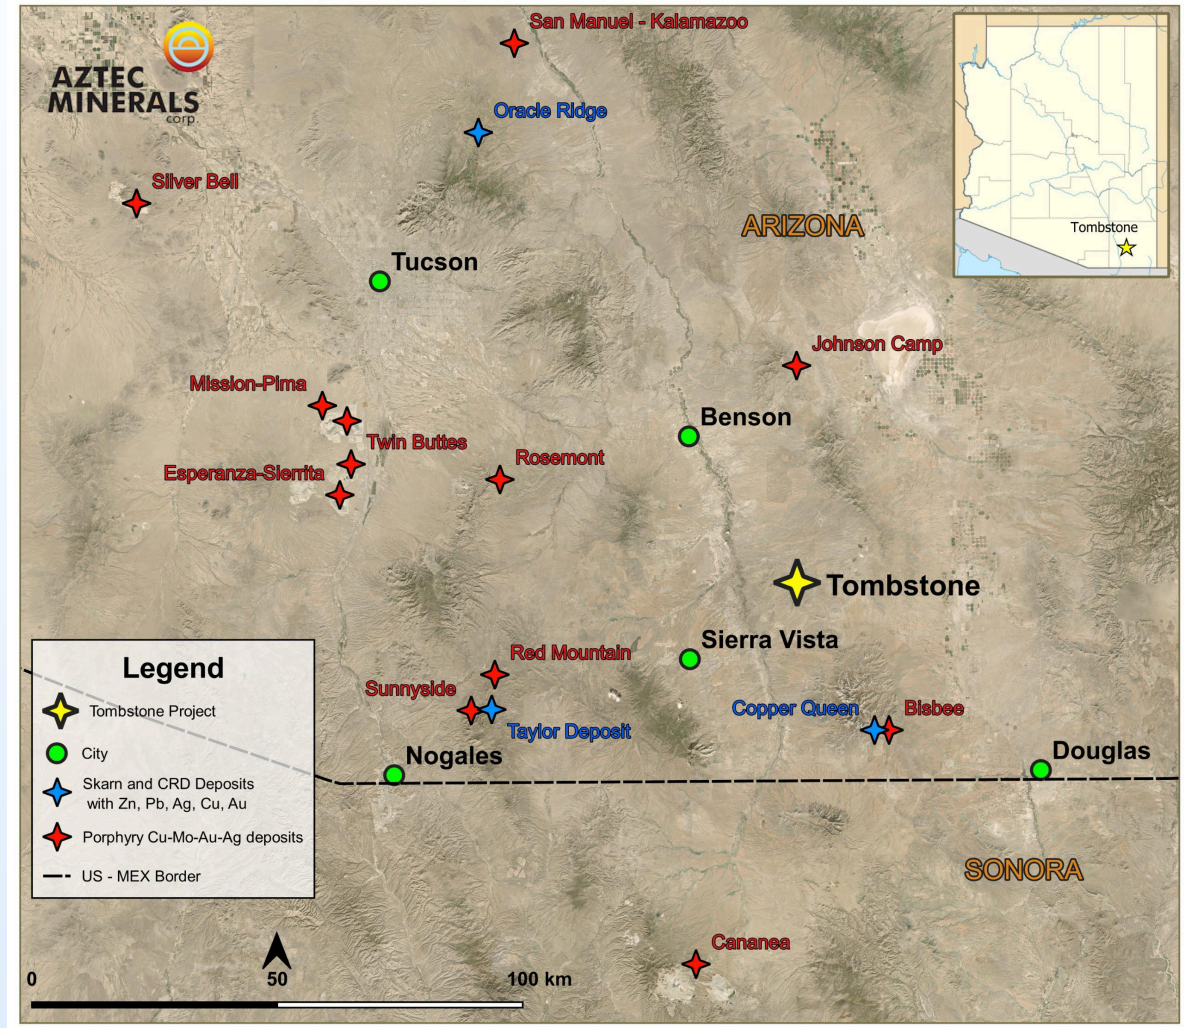 San Manuel - Kalamazoo
AZTEC
MINERALS
corp.
Oracle Ridge
Silver Bell
ARIZONA
Tombstone
Tucson
Johnson Camp
Mission-Pima
Benson
Twin Buttes
Rosemont
Esperanza-Sierrita
Tombstone
Sierra Vista
Red Mountain
Sunnyside
Copper Queen
Bisbee
Taylor Deposit
Nogales
Douglas
Legend
Tombstone Project
City
Skarn and CRD Deposits
with Zn, Pb, Ag, Cu, Au
Porphyry Cu-Mo-Au-Ag deposits
US - MEX Border
SONORA
Cananea
0 50 100 km